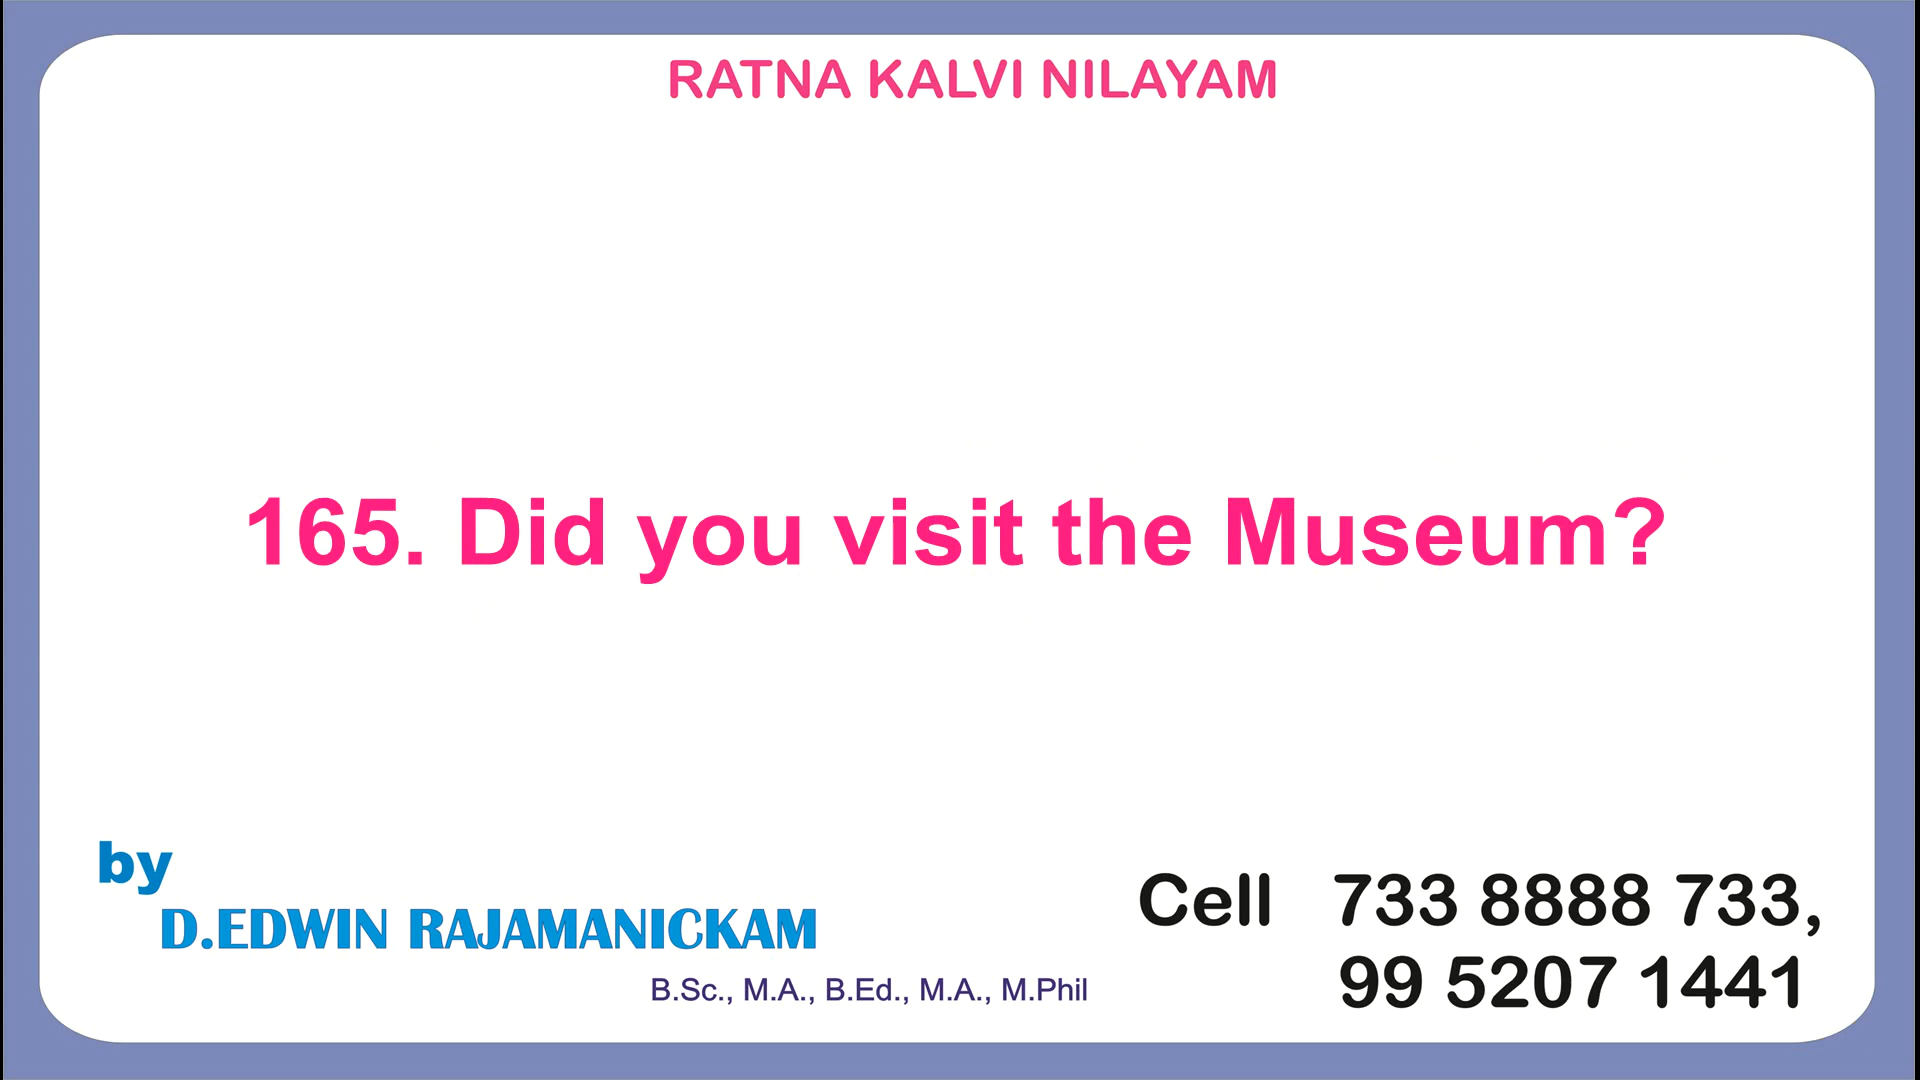 RATNA KALVI NILAYAM
165. Did you visit the Museum?
by
D.EDWIN RAJAMANICKAM
B.Sc., M.A., B.Ed., M.A., M.Phil
Cell 733 8888 733,
99 5207 1441